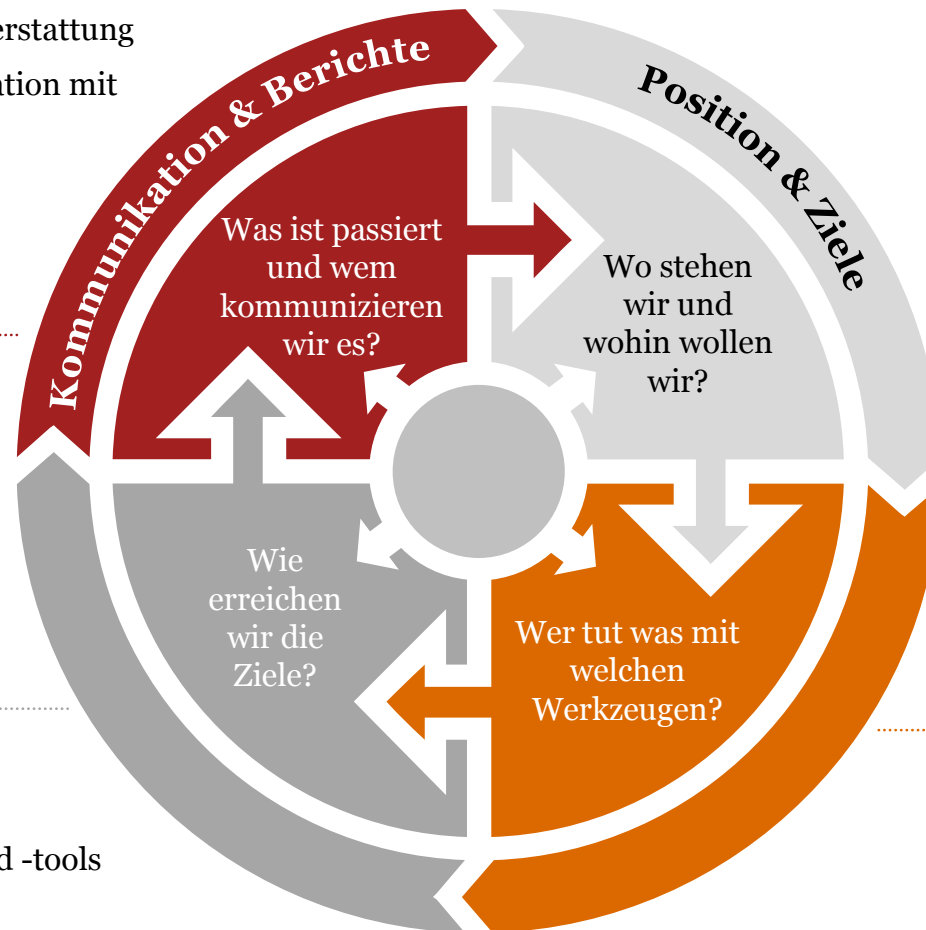 erstattung
ation mit
Kommunikation & Berichte
Position & Ziele
Was ist passiert
und wem
kommunizieren
wir es?
Wo stehen
wir und
wohin wollen
wir?
Wie
erreichen
wir die
Ziele?
Wer tut was mit
welchen
Werkzeugen?
d -tools